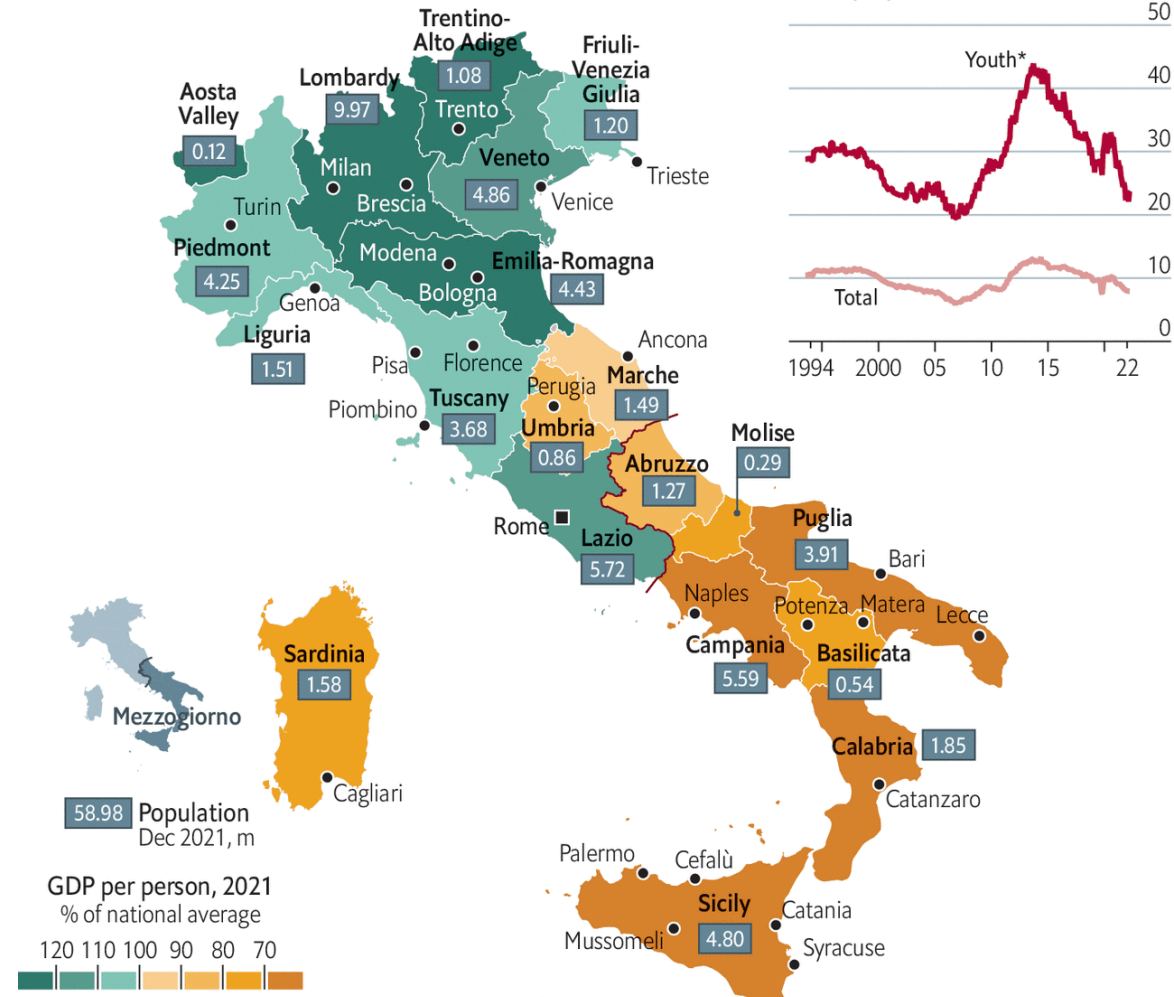 Trentino-
Alto Adige
1.08
Trento
Friuli-
Venezia
Giulia
1.20
Trieste
Lombardy
9.97
Milan
Brescia
Aosta
Valley
0.12
Veneto
4.86
Venice
Turin
Piedmont
4.25
Modena
Bologna
Emilia-Romagna
4.43
Genoa
Liguria
1.51
Pisa
Florence
Piombino
Tuscany
3.68
Ancona
Marche
1.49
Perugia
Umbria
0.86
Abruzzo
1.27
Molise
0.29
Rome
Lazio
5.72
Puglia
3.91
Bari
Lecce
Naples
Campania
5.59
Potenza
Matera
Basilicata
0.54
Calabria
1.85
Catanzaro
Sardinia
1.58
Cagliari
Palermo
Cefalù
Sicily
4.80
Mussomeli
Catania
Syracuse
Mezzogiorno
58.98 Population
Dec 2021, m
GDP per person, 2021
% of national average
120 110 100 90 80 70
50
Youth*
40
30
20
10
Total
0
1994 2000 05 10 15 22